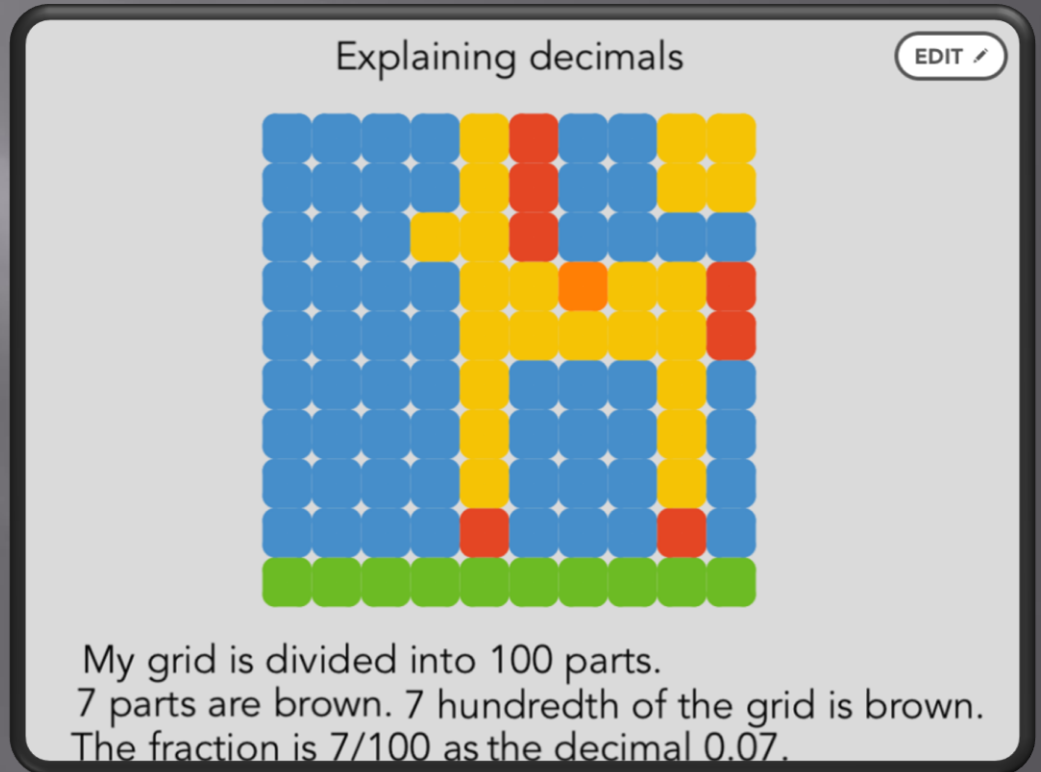 Explaining decimals
EDIT
My grid is divided into 100 parts.
7 parts are brown. 7 hundredth of the grid is brown.
The fraction is 7/100 as the decimal 0.07.